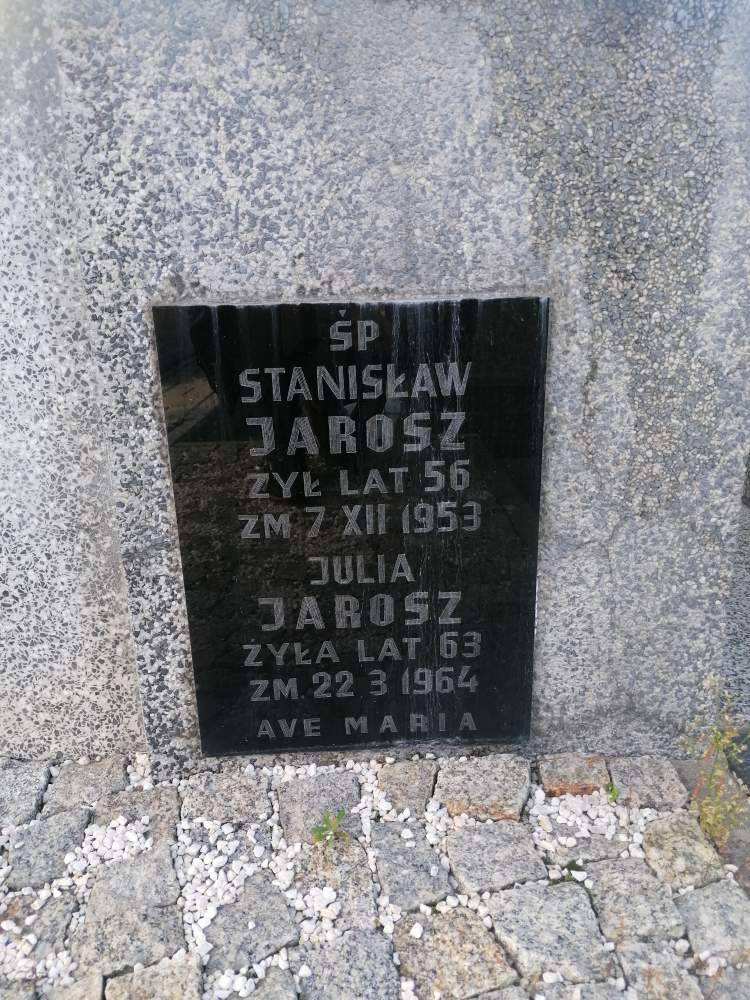 ŚP
STANISŁAW
JAROSZ
ŻYŁ LAT 56
ZM 7 XII 1953
JULIA
JAROSZ
ŻYŁA LAT 63
ZM. 22 3 1964
AVE MARIA